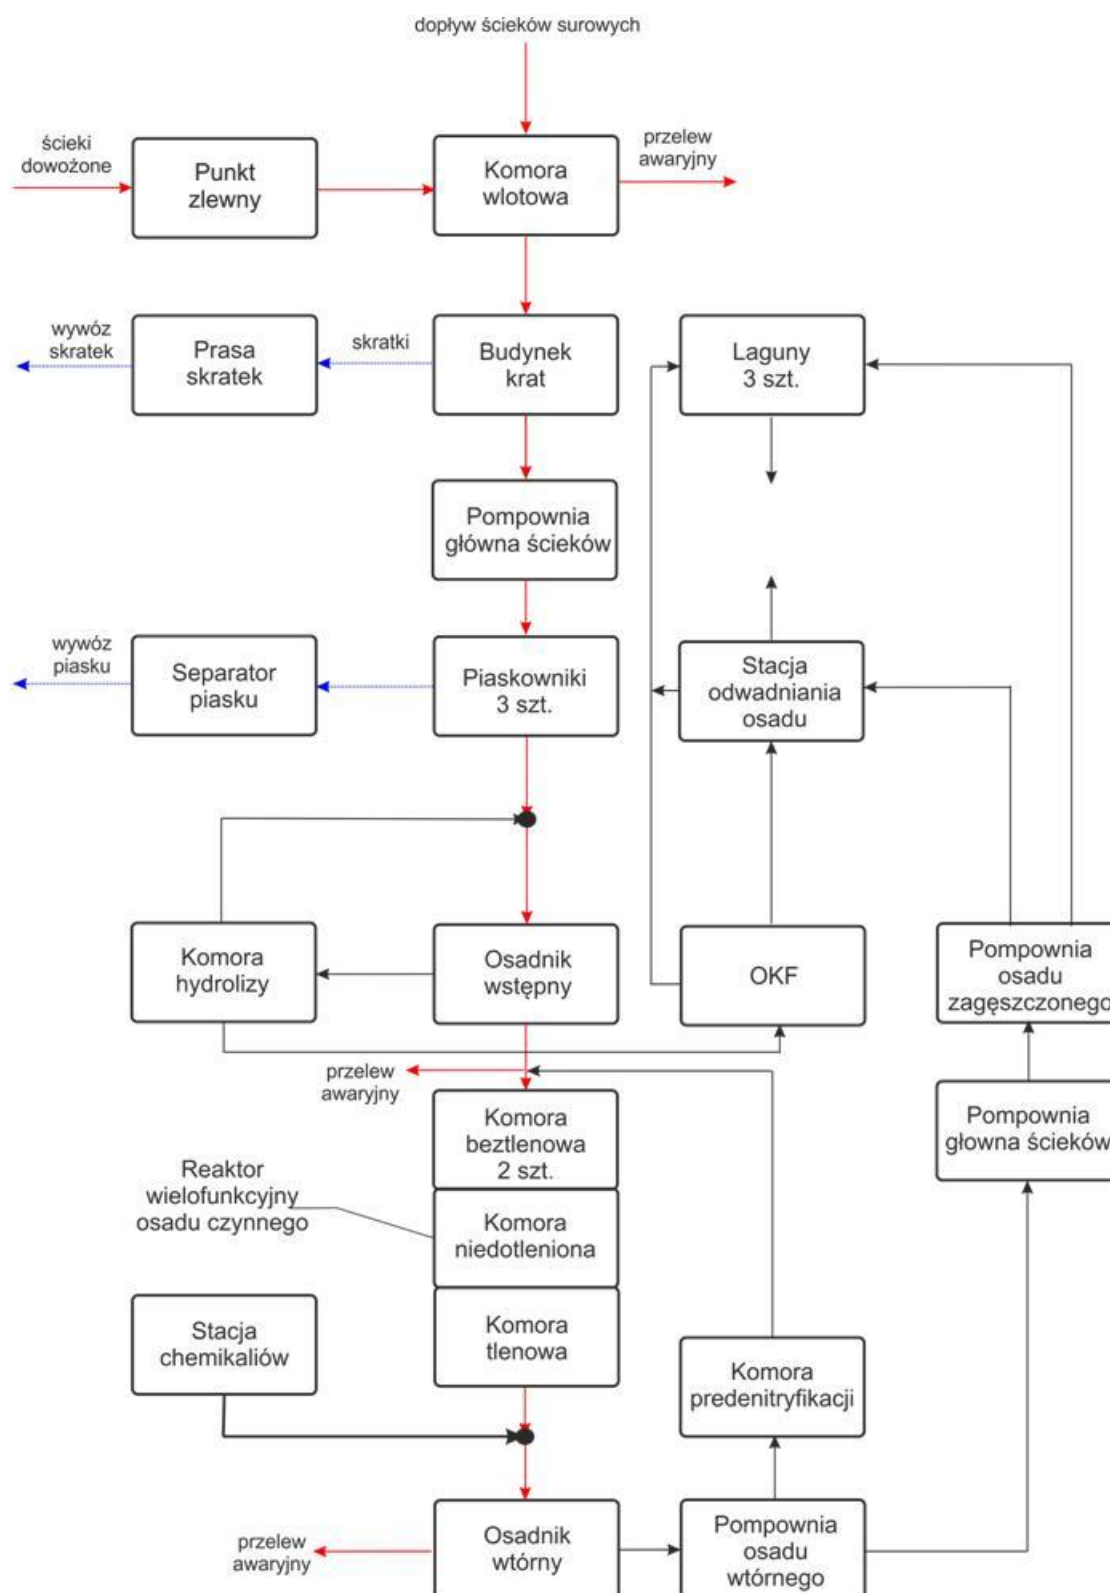 dopływ ścieków surowych
ścieki
dowożone
Punkt
zlewny
Komora
wlotowa
przelew
awaryjny
wywóz
skratek
Prasa
skratek
skratki
Budynek
krat
Laguny
3 szt.
Pompownia
główna ścieków
wywóz
piasku
Separator
piasku
Piaskowniki
3 szt.
Stacja
odwadniania
osadu
Komora
hydrolizy
Osadnik
wstępny
OKF
Pompownia
osadu
zagęszczonego
przelew
awaryjny
Komora
beztlenowa
2 szt.
Pompownia
głowna ścieków
Reaktor
wielofunkcyjny
osadu czynnego
Komora
niedotleniona
Stacja
chemikaliów
Komora
tlenowa
Komora
predenitryfikacji
przelew
awaryjny
Osadnik
wtórny
Pompownia
osadu
wtórnego